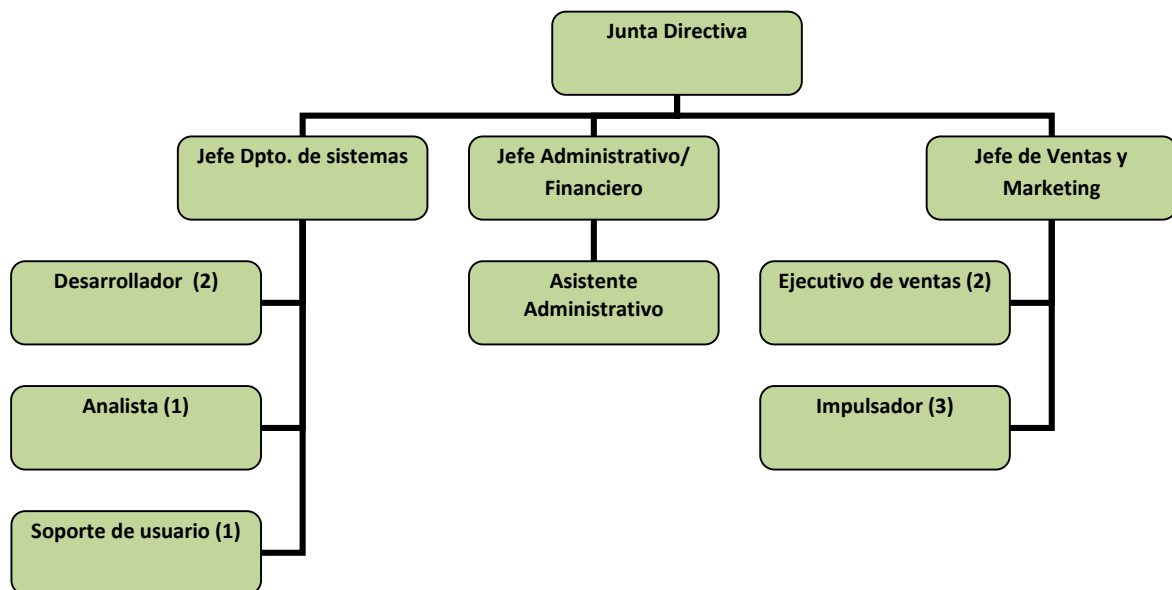 Junta Directiva
Jefe Dpto. de sistemas
Jefe Administrativo/
Financiero
Jefe de Ventas y
Marketing
Desarrollador (2)
Asistente
Administrativo
Ejecutivo de ventas (2)
Analista (1)
Impulsador (3)
Soporte de usuario (1)